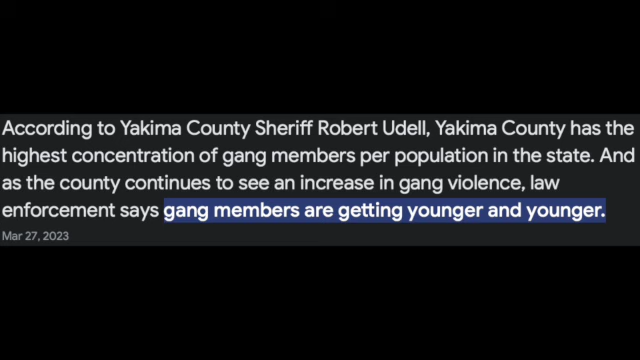 According to Yakima County Sheriff Robert Udell, Yakima County has the
highest concentration of gang members per population in the state. And
as the county continues to see an increase in gang violence, law
enforcement says gang members are getting younger and younger.
Mar 27, 2023